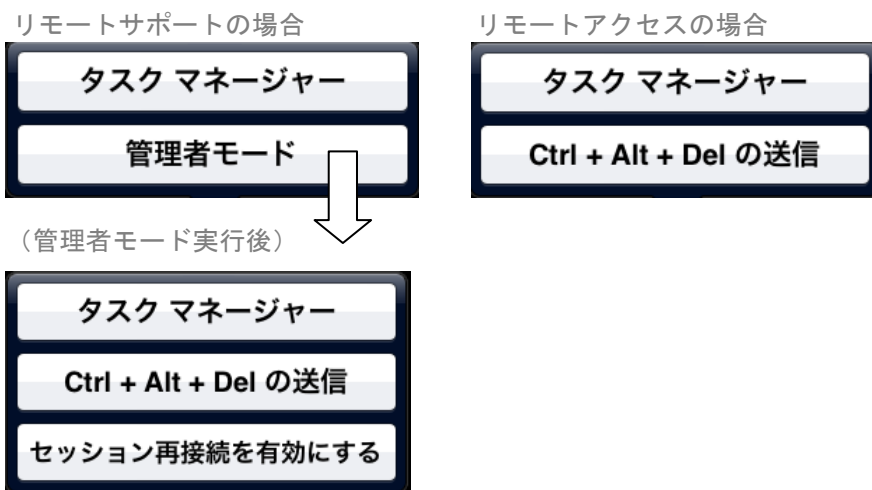 リモートサポートの場合
タスク マネージャー
管理者モード
リモートアクセスの場合
タスク マネージャー
Ctrl + Alt + Del の送信
（管理者モード実行後）
タスク マネージャー
Ctrl + Alt + Del の送信
セッション再接続を有効にする